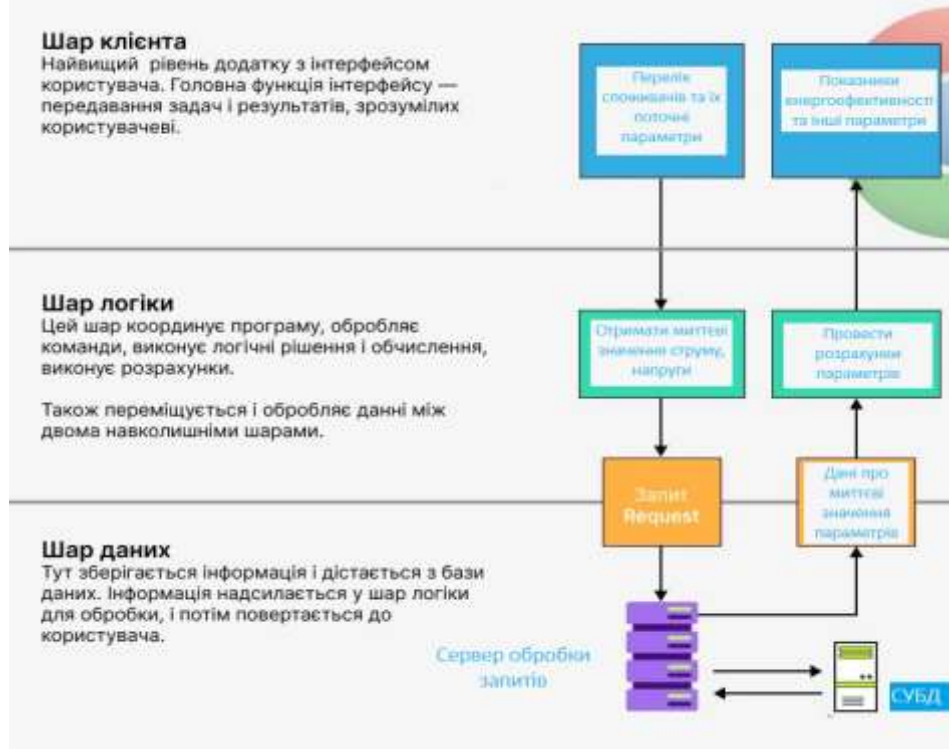 Шар клієнта
Найвищий рівень додатку з інтерфейсом
користувача. Головна функція інтерфейсу —
передавання задач і результатів, зрозумілих
користувачеві.
Перелік
споживачів та їх
поточні
параметри
Показники
енергоефективності
та інші параметри
Шар логіки
Цей шар координує програму, обробляє
команди, виконує логічні рішення і обчислення,
виконує розрахунки.
Також переміщується і обробляє данні між
двома навколишніми шарами.
Отримати миттєві
значення струму,
напруги
Провести
розрахунки
параметрів
Запит
Request
Дані про
миттєві
значення
параметрів
Шар даних
Тут зберігається інформація і дістається з бази
даних. Інформація надсилається у шар логіки
для обробки, і потім повертається до
користувача.
Сервер обробки
запитів
СУБД